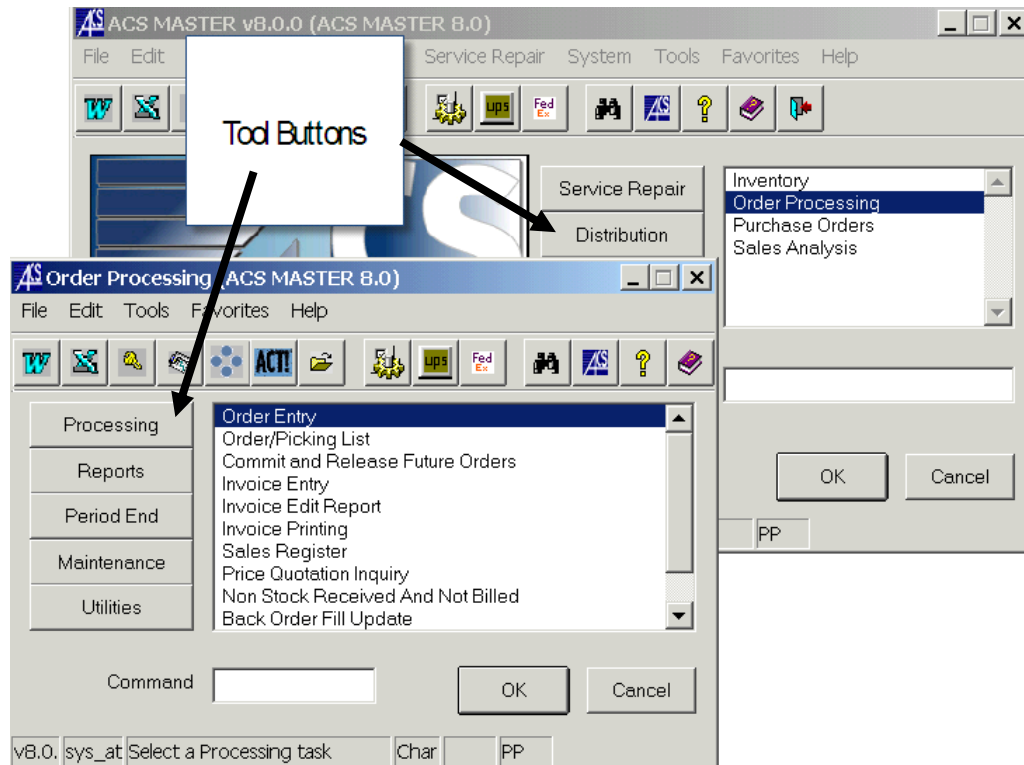 ACS MASTER v8.0.0 (ACS MASTER 8.0)
File Edit Service Repair System Tools Favorites Help
W X ups Fed Ex ?
Tool Buttons
Service Repair
Distribution
Inventory
Order Processing
Purchase Orders
Sales Analysis
OK Cancel
PP
Order Processing (ACS MASTER 8.0)
File Edit Tools Favorites Help
W X ACT! ups Fed Ex ?
Processing
Reports
Period End
Maintenance
Utilities
Order Entry
Order/Picking List
Commit and Release Future Orders
Invoice Entry
Invoice Edit Report
Invoice Printing
Sales Register
Price Quotation Inquiry
Non Stock Received And Not Billed
Back Order Fill Update
Command
OK Cancel
v8.0. sys_at Select a Processing task Char PP